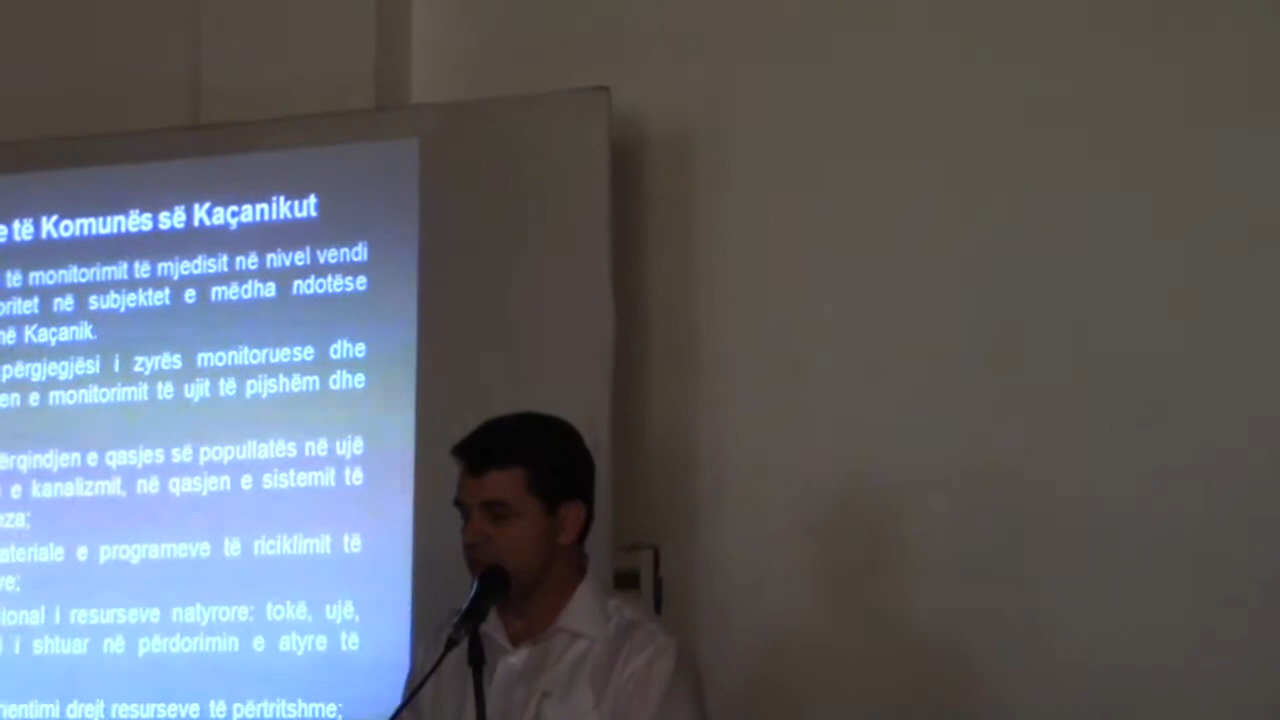 e të Komunës së Kaçanikut
të monitorimit të mjedisit në nivel vendi
oritet në subjektet e mëdha ndotëse
në Kaçanik.
përgjegjësi i zyrës monitoruese dhe
en e monitorimit të ujit të pijshëm dhe
ërqindjen e qasjes së popullatës në ujë
e kanalizmit, në qasjen e sistemit të
eza;
ateriale e programeve të riciklimit të
ve;
sional i resurseve natyrore: tokë, ujë,
i shtuar në përdorimin e atyre të
nentimi drejt resurseve të përtritshme;